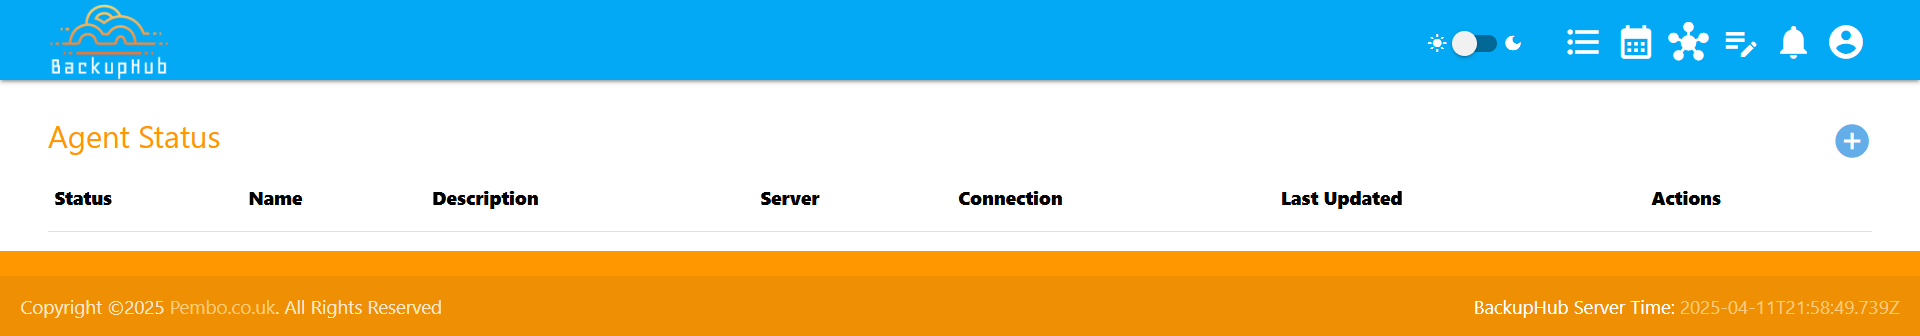 BackupHub
Agent Status
Status Name Description Server Connection Last Updated Actions
Copyright ©2025 Pembo.co.uk. All Rights Reserved BackupHub Server Time: 2025-04-11T21:58:49.739Z